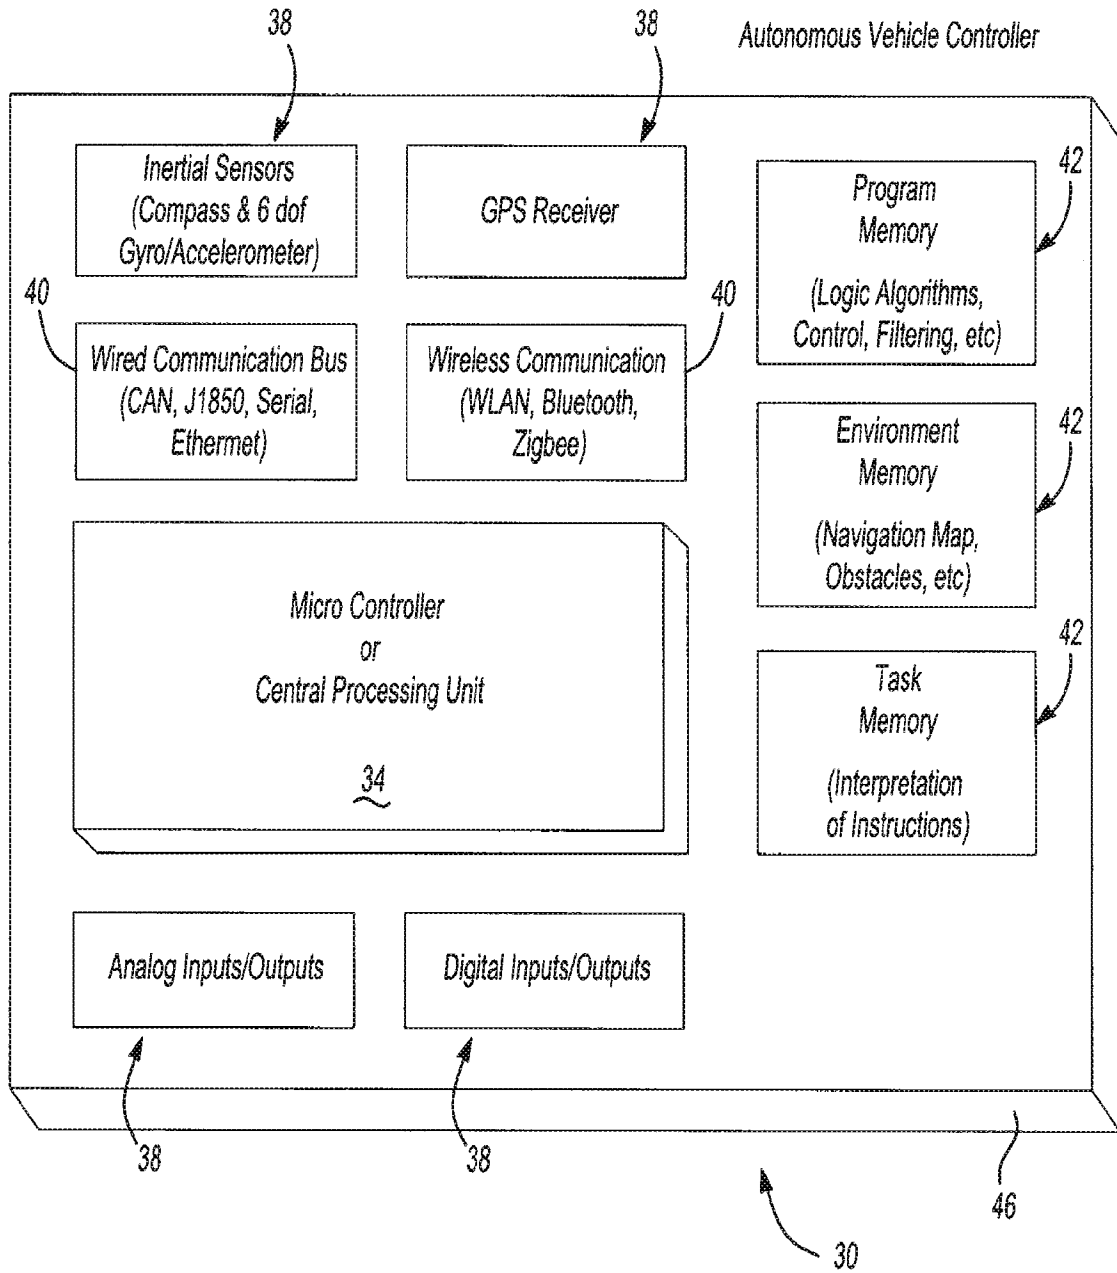 38
38
Autonomous Vehicle Controller
Inertial Sensors
(Compass & 6 dof
Gyro/Accelerometer)
GPS Receiver
42
Program
Memory
(Logic Algorithms,
Control, Filtering, etc)
40
40
Wired Communication Bus
(CAN, J1850, Serial,
Ethermet)
Wireless Communication
(WLAN, Bluetooth,
Zigbee)
42
Environment
Memory
(Navigation Map,
Obstacles, etc)
Micro Controller
or
Central Processing Unit
34
42
Task
Memory
(Interpretation
of Instructions)
Analog Inputs/Outputs
Digital Inputs/Outputs
38
38
46
30